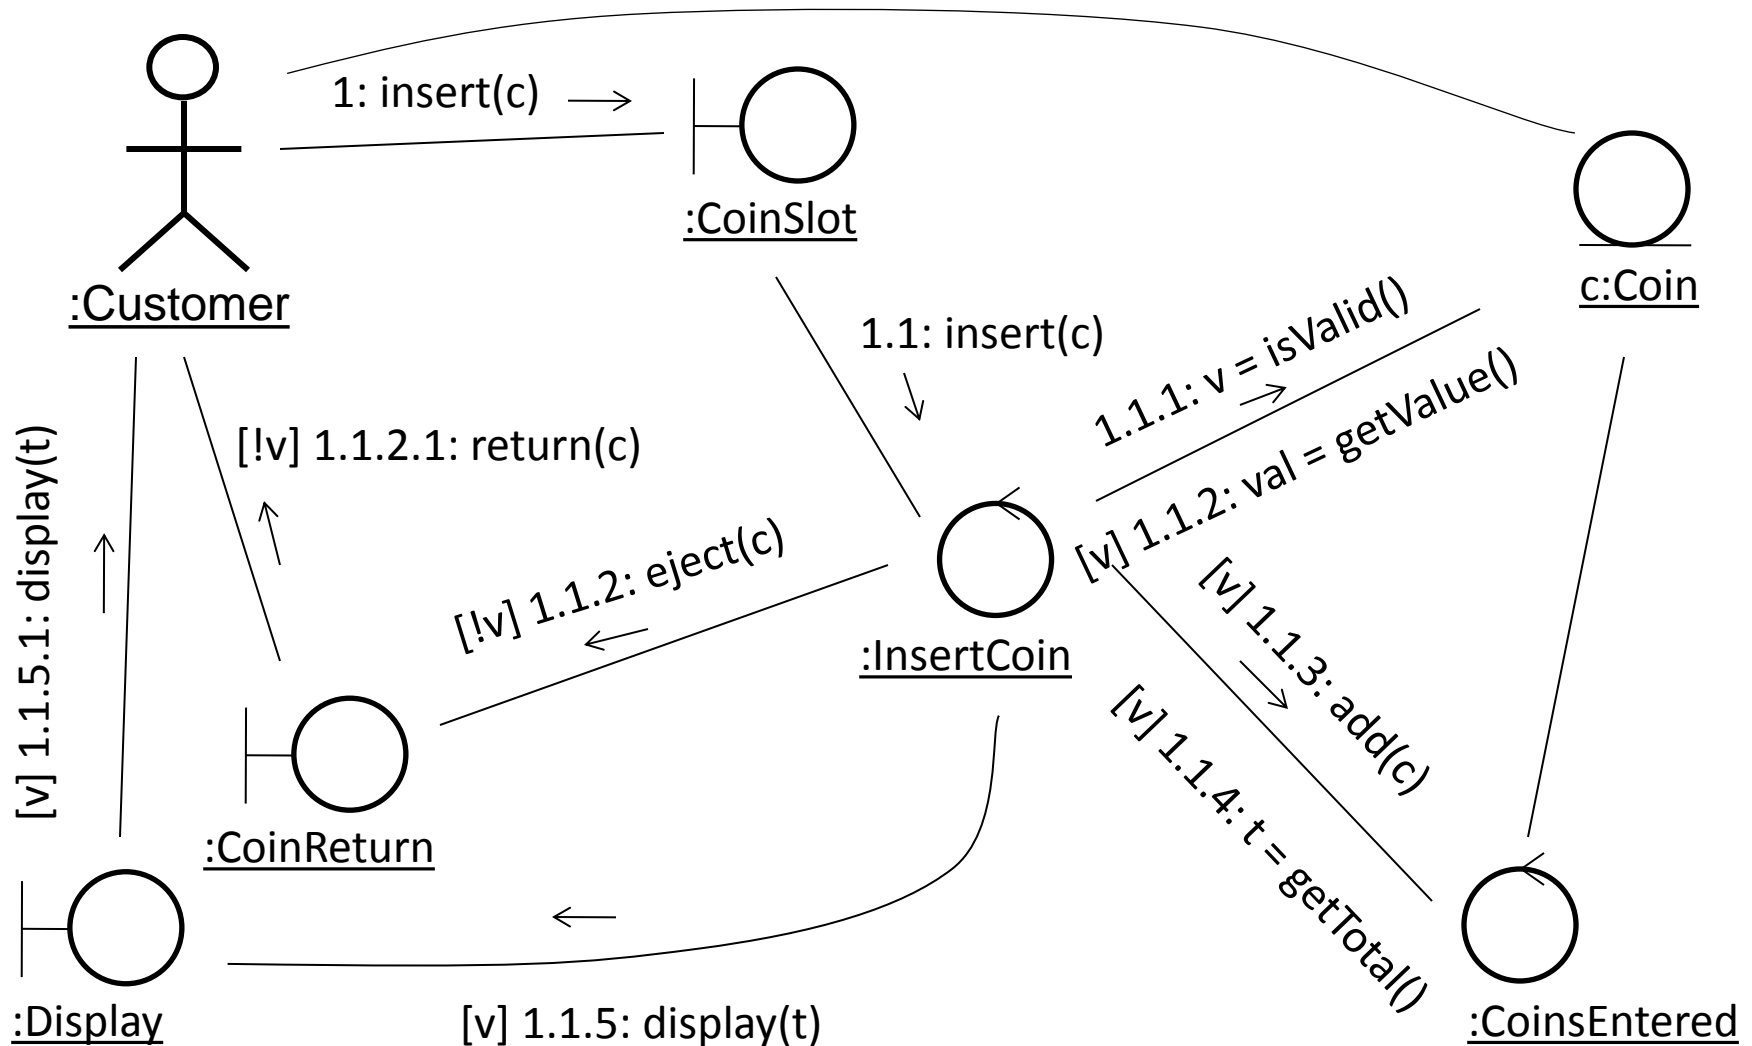 1: insert(c)
:CoinSlot
c:Coin
:Customer
1.1: insert(c)
1.1.1: v = isValid()
[v] 1.1.2: val = getValue()
[!v] 1.1.2.1: return(c)
[v] 1.1.5.1: display(t)
[!v] 1.1.2: eject(c)
:InsertCoin
[v] 1.1.3: add(c)
[v] 1.1.4: t = getTotal()
:CoinReturn
:Display
[v] 1.1.5: display(t)
:CoinsEntered